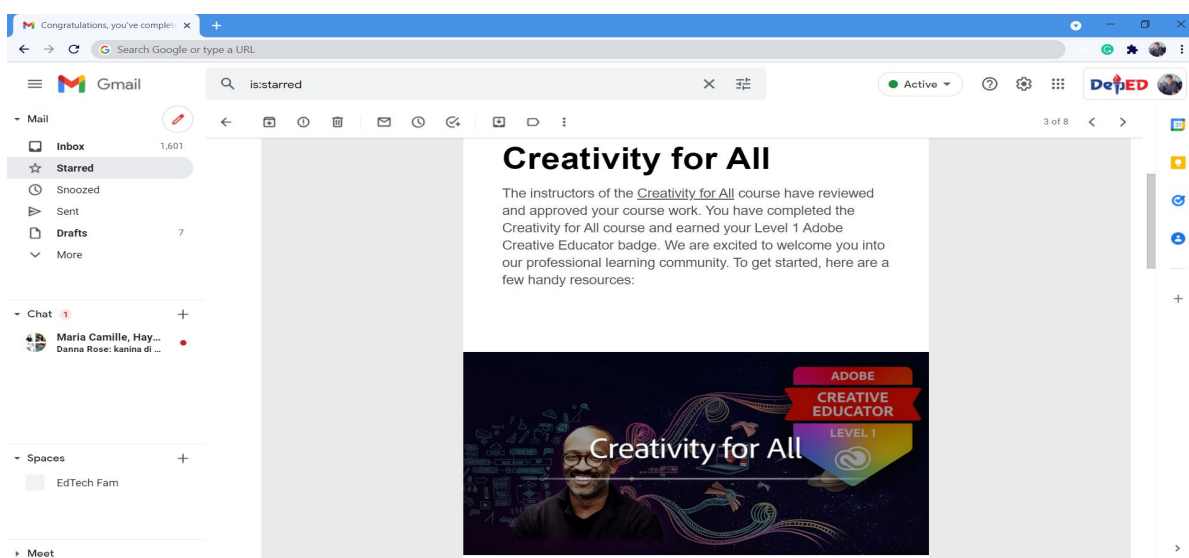 Congratulations, you've complet
Search Google or type a URL
Gmail
is:starred
Active
DepED
Mail
3 of 8
Inbox 1,601
Starred
Snoozed
Sent
Drafts 7
More
Chat 1
Maria Camille, Hay...
Danna Rose: kanina di ...
Spaces
EdTech Fam
Meet
Creativity for All
The instructors of the Creativity for All course have reviewed
and approved your course work. You have completed the
Creativity for All course and earned your Level 1 Adobe
Creative Educator badge. We are excited to welcome you into
our professional learning community. To get started, here are a
few handy resources:
ADOBE
CREATIVE
EDUCATOR
LEVEL 1
Creativity for All